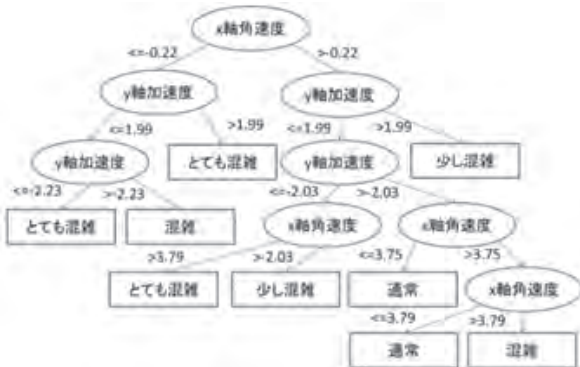 x軸角速度
<=-0.22 >-0.22
y軸加速度 y軸加速度
<=1.99 >1.99 <=1.99 >1.99
y軸加速度 とても混雑 y軸加速度 少し混雑
<=-2.23 >-2.23 <=-2.03 >-2.03
とても混雑 混雑 x軸角速度 x軸角速度
>3.79 >-2.03 <=3.75 >3.75
とても混雑 少し混雑 通常 x軸角速度
<=3.79 >3.79
通常 混雑